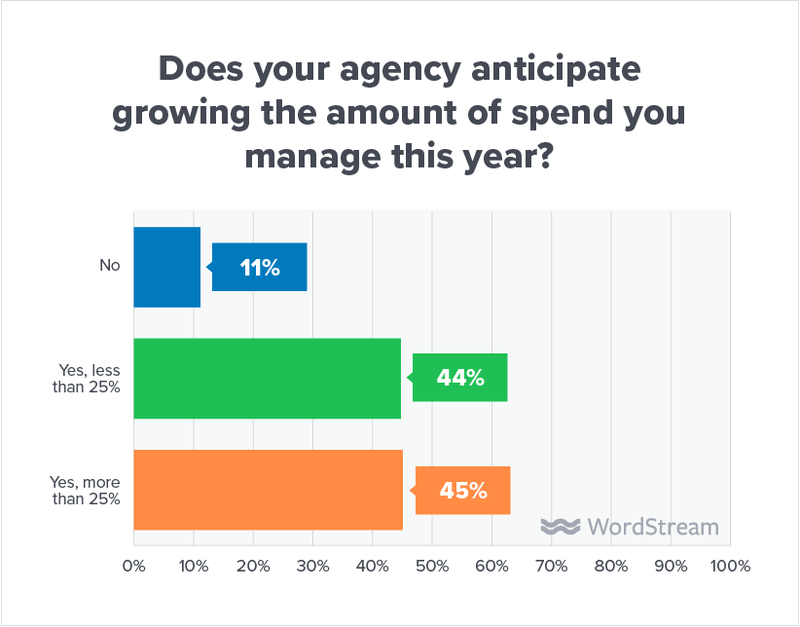 Does your agency anticipate
growing the amount of spend you
manage this year?
No
11%
Yes, less
than 25%
44%
Yes, more
than 25%
45%
WordStream
0% 10% 20% 30% 40% 50% 60% 70% 80% 90% 100%